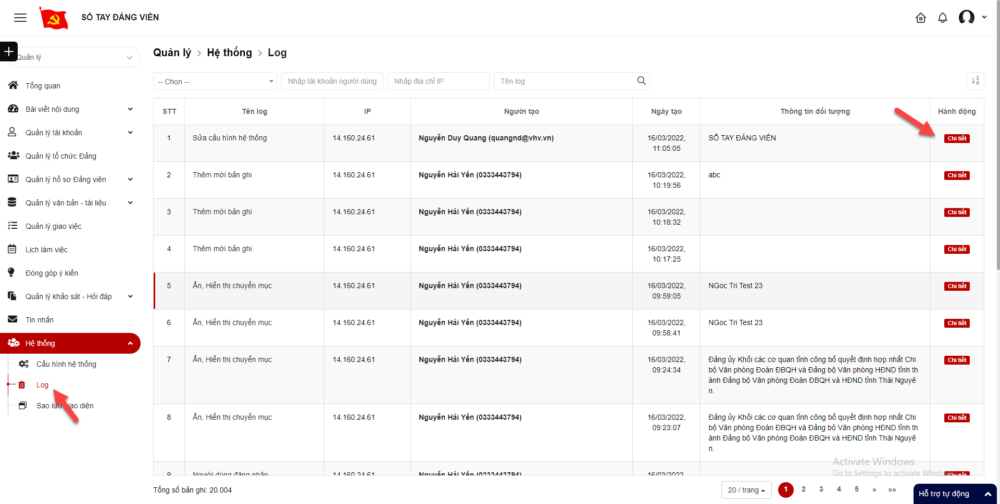 SỔ TAY ĐẢNG VIÊN
Quản lý
Tổng quan
Bài viết nội dung
Quản lý tài khoản
Quản lý tổ chức Đảng
Quản lý hồ sơ Đảng viên
Quản lý văn bản - tài liệu
Quản lý giao việc
Lịch làm việc
Đóng góp ý kiến
Quản lý khảo sát - Hỏi đáp
Tin nhắn
Hệ thống
Cấu hình hệ thống
Log
Sao lưu giao diện
Quản lý > Hệ thống > Log
-- Chọn -- Nhập tài khoản người dùng Nhập địa chỉ IP Tên log
STT Tên log IP Người tạo Ngày tạo Thông tin đối tượng Hành động
1 Sửa cấu hình hệ thống 14.160.24.61 Nguyễn Duy Quang (quangnd@vhv.vn) 16/03/2022, SỔ TAY ĐẢNG VIÊN Chi tiết
11:05:05
2 Thêm mới bản ghi 14.160.24.61 Nguyễn Hải Yến (0333443794) 16/03/2022, abc Chi tiết
10:19:56
3 Thêm mới bản ghi 14.160.24.61 Nguyễn Hải Yến (0333443794) 16/03/2022, Chi tiết
10:18:32
4 Thêm mới bản ghi 14.160.24.61 Nguyễn Hải Yến (0333443794) 16/03/2022, Chi tiết
10:17:25
5 Ẩn, Hiển thị chuyển mục 14.160.24.61 Nguyễn Hải Yến (0333443794) 16/03/2022, NGoc Tri Test 23 Chi tiết
09:59:05
6 Ẩn, Hiển thị chuyển mục 14.160.24.61 Nguyễn Hải Yến (0333443794) 16/03/2022, NGoc Tri Test 23 Chi tiết
09:58:41
7 Ẩn, Hiển thị chuyển mục 14.160.24.61 Nguyễn Hải Yến (0333443794) 16/03/2022, Đảng ủy Khối các cơ quan tỉnh công bố quyết định hợp nhất Chi Chi tiết
09:24:34 bộ Văn phòng Đoàn ĐBQH và Đảng bộ Văn phòng HĐND tỉnh th
ành Đảng bộ Văn phòng Đoàn ĐBQH và HĐND tỉnh Thái Nguyê
n.
8 Ẩn, Hiển thị chuyển mục 14.160.24.61 Nguyễn Hải Yến (0333443794) 16/03/2022, Đảng ủy Khối các cơ quan tỉnh công bố quyết định hợp nhất Chi Chi tiết
09:23:07 bộ Văn phòng Đoàn ĐBQH và Đảng bộ Văn phòng HĐND tỉnh th
ành Đảng bộ Văn phòng Đoàn ĐBQH và HĐND tỉnh Thái Nguyê
n.
9 Người dùng đăng nhập 14.160.24.61 Nguyễn Hải Yến (0333443794) 16/03/2022, Chi tiết
Activate Windows
Go to Settings to activate Windows.
Tổng số bản ghi: 20.004
20 / trang 1 2 3 4 5 » »»
Hỗ trợ tự động